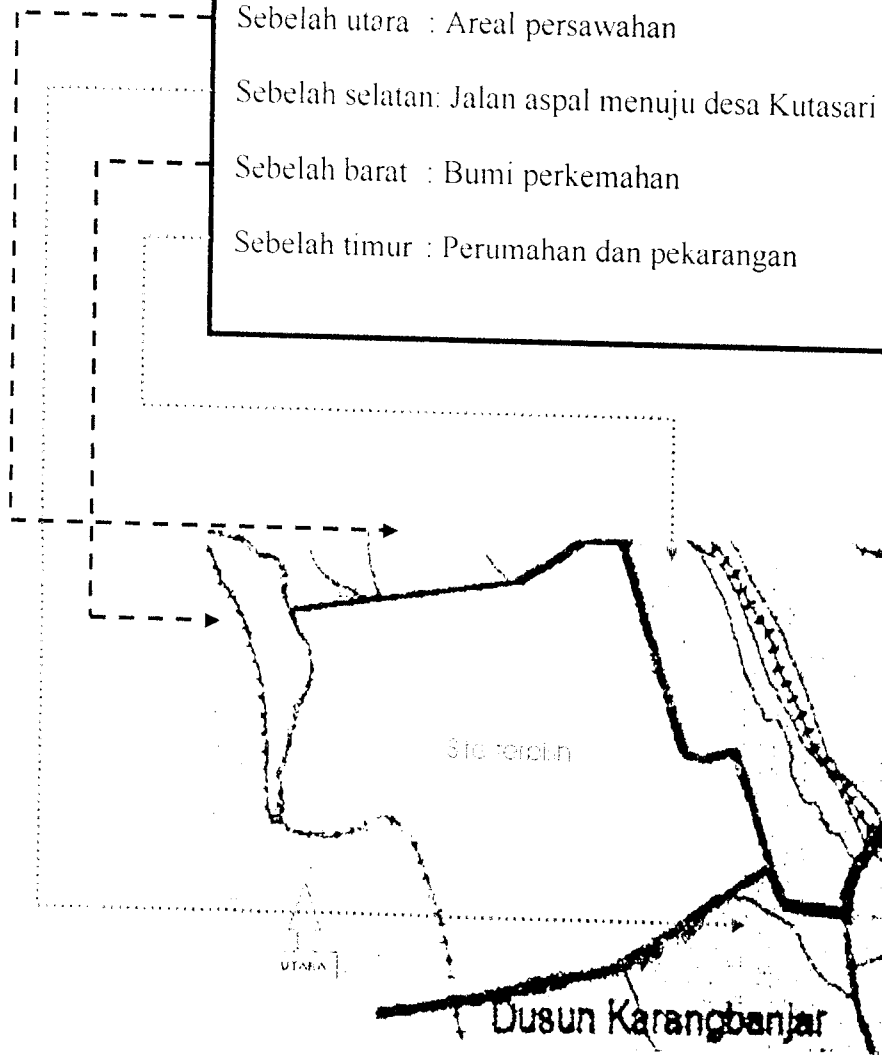 Sebelah utara : Areal persawahan
Sebelah selatan: Jalan aspal menuju desa Kutasari
Sebelah barat : Bumi perkemahan
Sebelah timur : Perumahan dan pekarangan
UTARA
Dusun Karangbanjar